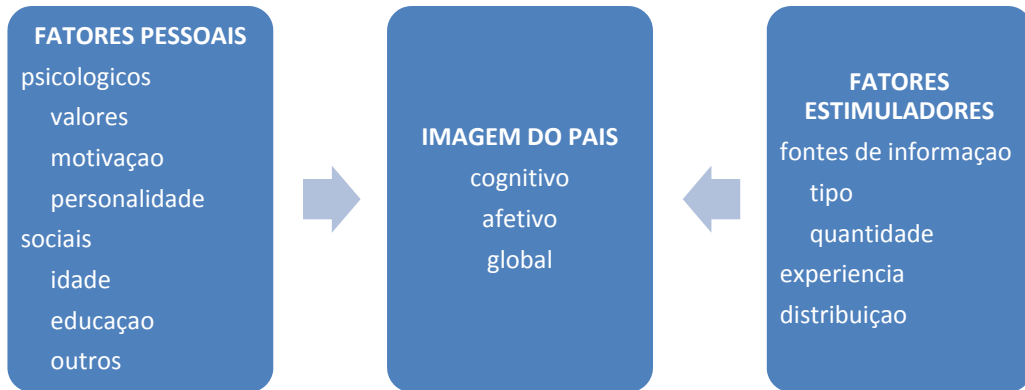 FATORES PESSOAIS
psicologicos
valores
motivaçao
personalidade
sociais
idade
educaçao
outros
IMAGEM DO PAIS
cognitivo
afetivo
global
FATORES
ESTIMULADORES
fontes de informaçao
tipo
quantidade
experiencia
distribuiçao